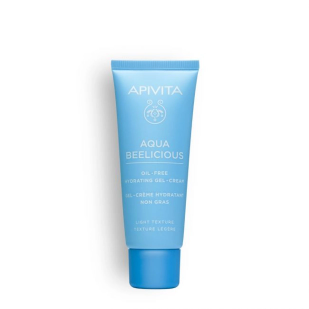 APIVITA
AQUA
BEELICIOUS
OIL-FREE
HYDRATING GEL-CREAM
GEL-CRÈME HYDRATANT
NON GRAS
LIGHT TEXTURE
TEXTURE LÉGÈRE